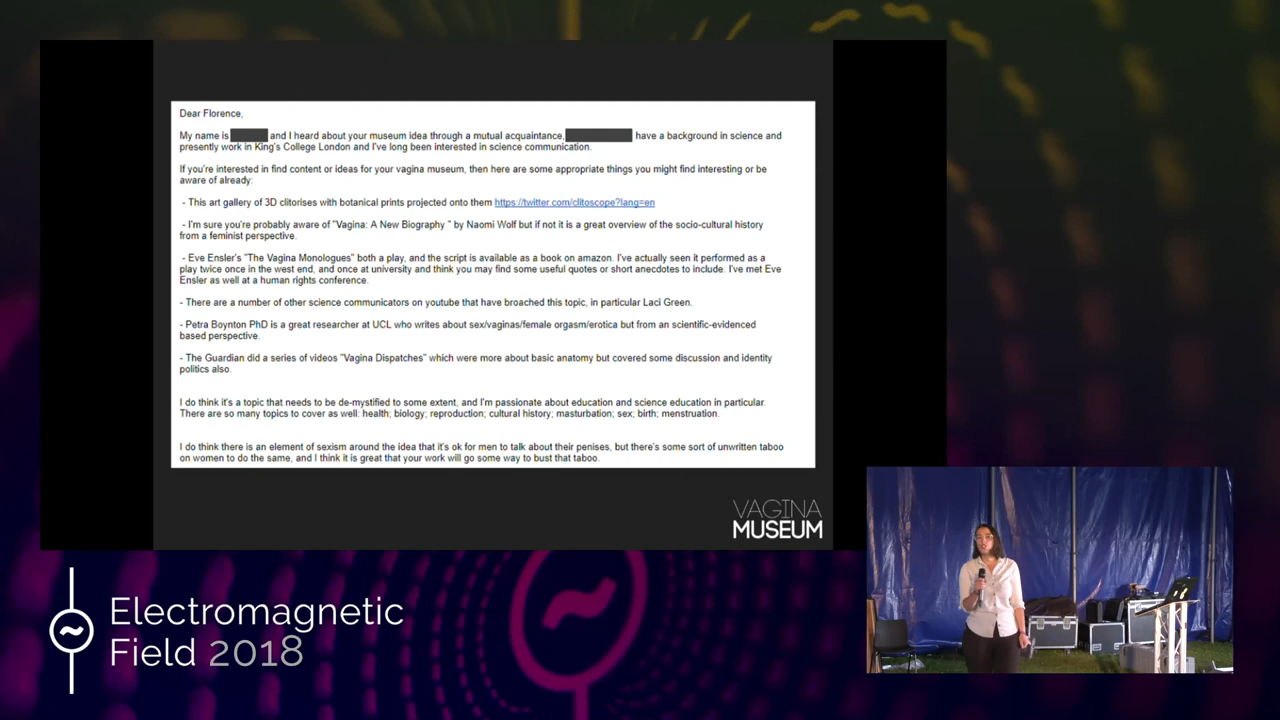 Dear Florence,
My name is and I heard about your museum idea through a mutual acquaintance, have a background in science and
presently work in King's College London and I've long been interested in science communication.
If you're interested in find content or ideas for your vagina museum, then here are some appropriate things you might find interesting or be
aware of already:
- This art gallery of 3D clitorises with botanical prints projected onto them https://twitter.com/clitoscope?lang=en
- I'm sure you're probably aware of "Vagina: A New Biography " by Naomi Wolf but if not it is a great overview of the socio-cultural history
from a feminist perspective.
- Eve Ensler's "The Vagina Monologues" both a play, and the script is available as a book on amazon. I've actually seen it performed as a
play twice once in the west end, and once at university and think you may find some useful quotes or short anecdotes to include. I've met Eve
Ensler as well at a human rights conference.
- There are a number of other science communicators on youtube that have broached this topic, in particular Laci Green.
- Petra Boynton PhD is a great researcher at UCL who writes about sex/vaginas/female orgasm/erotica but from an scientific-evidenced
based perspective.
- The Guardian did a series of videos "Vagina Dispatches" which were more about basic anatomy but covered some discussion and identity
politics also.
I do think it's a topic that needs to be de-mystified to some extent, and I'm passionate about education and science education in particular.
There are so many topics to cover as well: health; biology; reproduction; cultural history; masturbation; sex; birth; menstruation.
I do think there is an element of sexism around the idea that it's ok for men to talk about their penises, but there's some sort of unwritten taboo
on women to do the same, and I think it is great that your work will go some way to bust that taboo.
VAGINA
MUSEUM
Electromagnetic
Field 2018